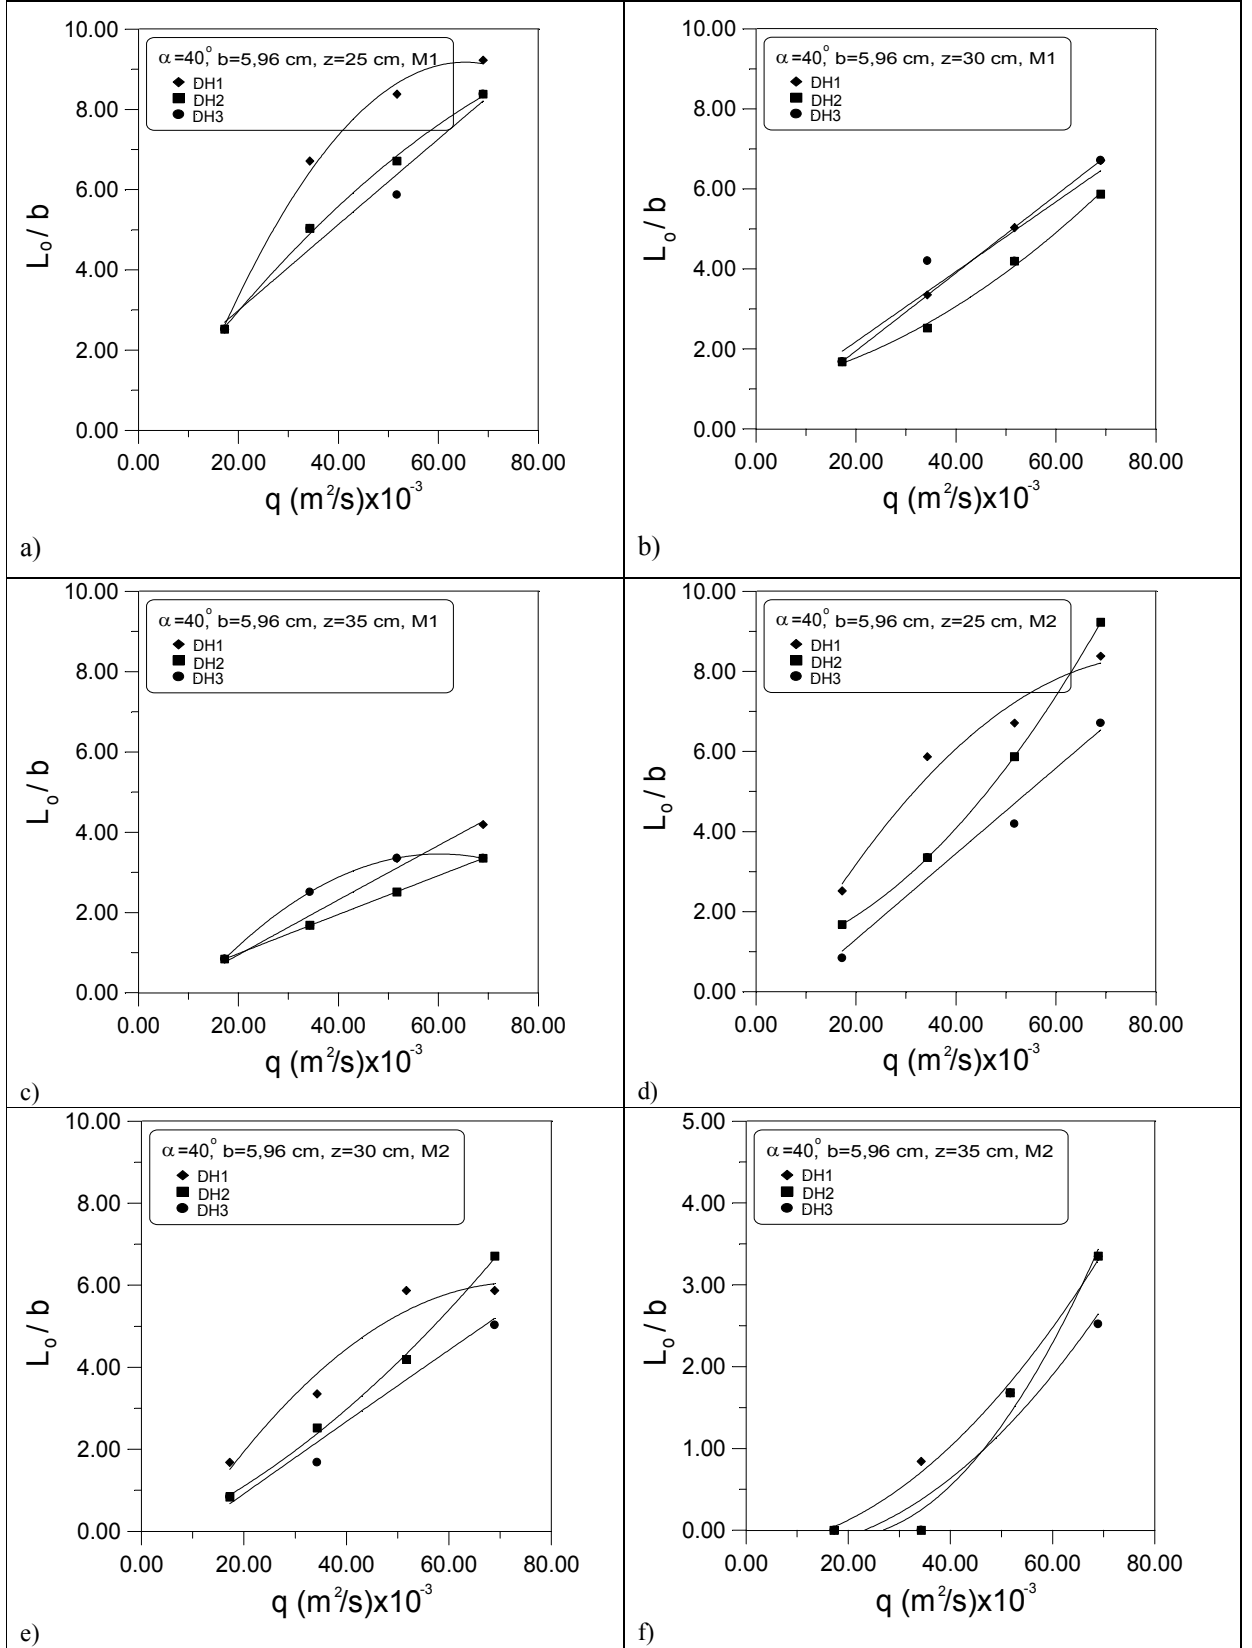 10.00
α=40,° b=5,96 cm, z=25 cm, M1
DH1
DH2
DH3
8.00
6.00
4.00
2.00
0.00
L₀ / b
0.00 20.00 40.00 60.00 80.00
q (m²/s)x10⁻³
a)
10.00
α=40,° b=5,96 cm, z=30 cm, M1
DH1
DH2
DH3
8.00
6.00
4.00
2.00
0.00
L₀ / b
0.00 20.00 40.00 60.00 80.00
q (m²/s)x10⁻³
b)
10.00
α=40,° b=5,96 cm, z=35 cm, M1
DH1
DH2
DH3
8.00
6.00
4.00
2.00
0.00
L₀ / b
0.00 20.00 40.00 60.00 80.00
q (m²/s)x10⁻³
c)
10.00
α=40,° b=5,96 cm, z=25 cm, M2
DH1
DH2
DH3
8.00
6.00
4.00
2.00
0.00
L₀ / b
0.00 20.00 40.00 60.00 80.00
q (m²/s)x10⁻³
d)
10.00
α=40,° b=5,96 cm, z=30 cm, M2
DH1
DH2
DH3
8.00
6.00
4.00
2.00
0.00
L₀ / b
0.00 20.00 40.00 60.00 80.00
q (m²/s)x10⁻³
e)
5.00
α=40,° b=5,96 cm, z=35 cm, M2
DH1
DH2
DH3
4.00
3.00
2.00
1.00
0.00
L₀ / b
0.00 20.00 40.00 60.00 80.00
q (m²/s)x10⁻³
f)